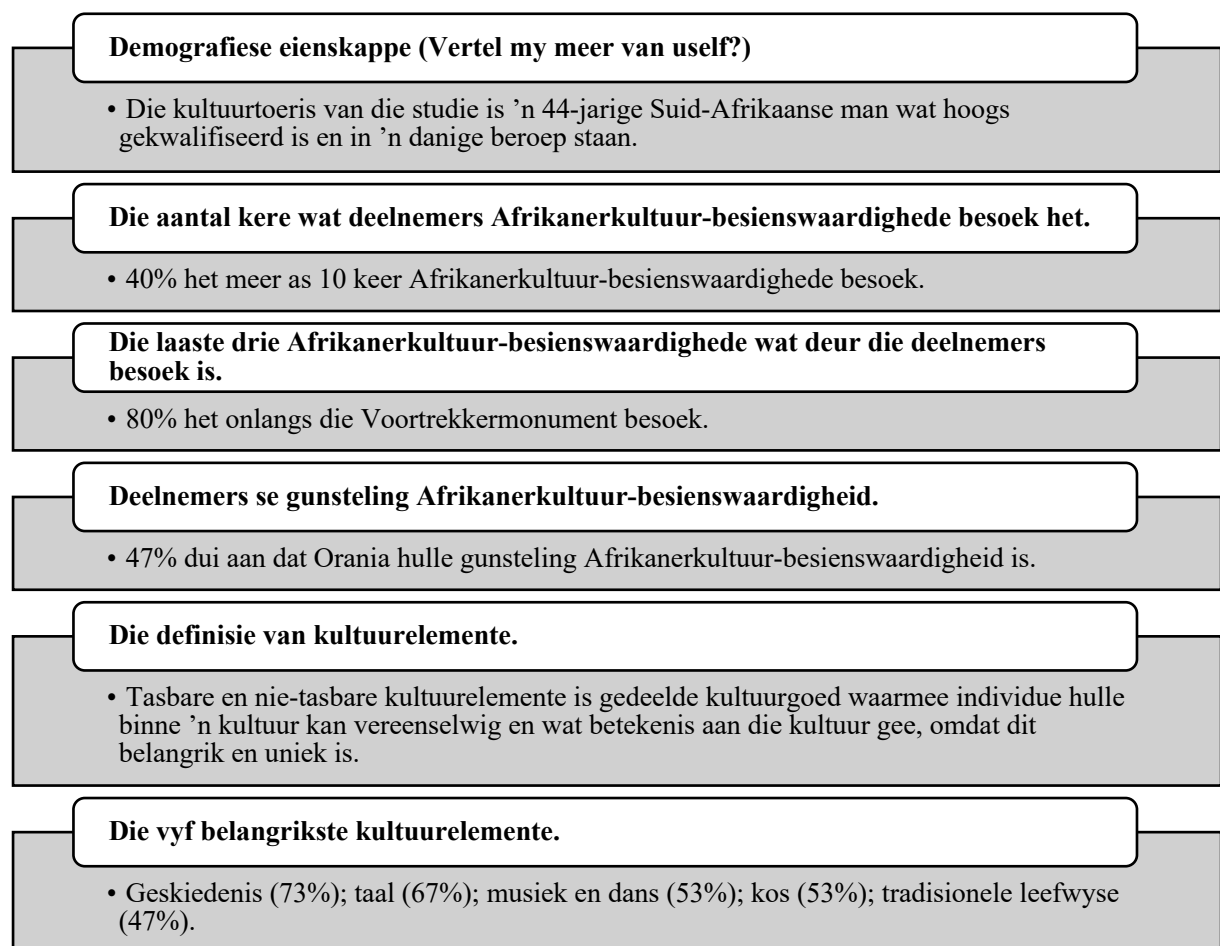 Demografiese eienskappe (Vertel my meer van uself?)
• Die kultuurtoeris van die studie is ’n 44-jarige Suid-Afrikaanse man wat hoogs
gekwalifiseerd is en in ’n danige beroep staan.
Die aantal kere wat deelnemers Afrikanerkultuur-besienswaardighede besoek het.
• 40% het meer as 10 keer Afrikanerkultuur-besienswaardighede besoek.
Die laaste drie Afrikanerkultuur-besienswaardighede wat deur die deelnemers
besoek is.
• 80% het onlangs die Voortrekkermonument besoek.
Deelnemers se gunsteling Afrikanerkultuur-besienswaardigheid.
• 47% dui aan dat Orania hulle gunsteling Afrikanerkultuur-besienswaardigheid is.
Die definisie van kultuurelemente.
• Tasbare en nie-tasbare kultuurelemente is gedeelde kultuurgoed waarmee individue hulle
binne ’n kultuur kan vereenselwig en wat betekenis aan die kultuur gee, omdat dit
belangrik en uniek is.
Die vyf belangrikste kultuurelemente.
• Geskiedenis (73%); taal (67%); musiek en dans (53%); kos (53%); tradisionele leefwyse
(47%).